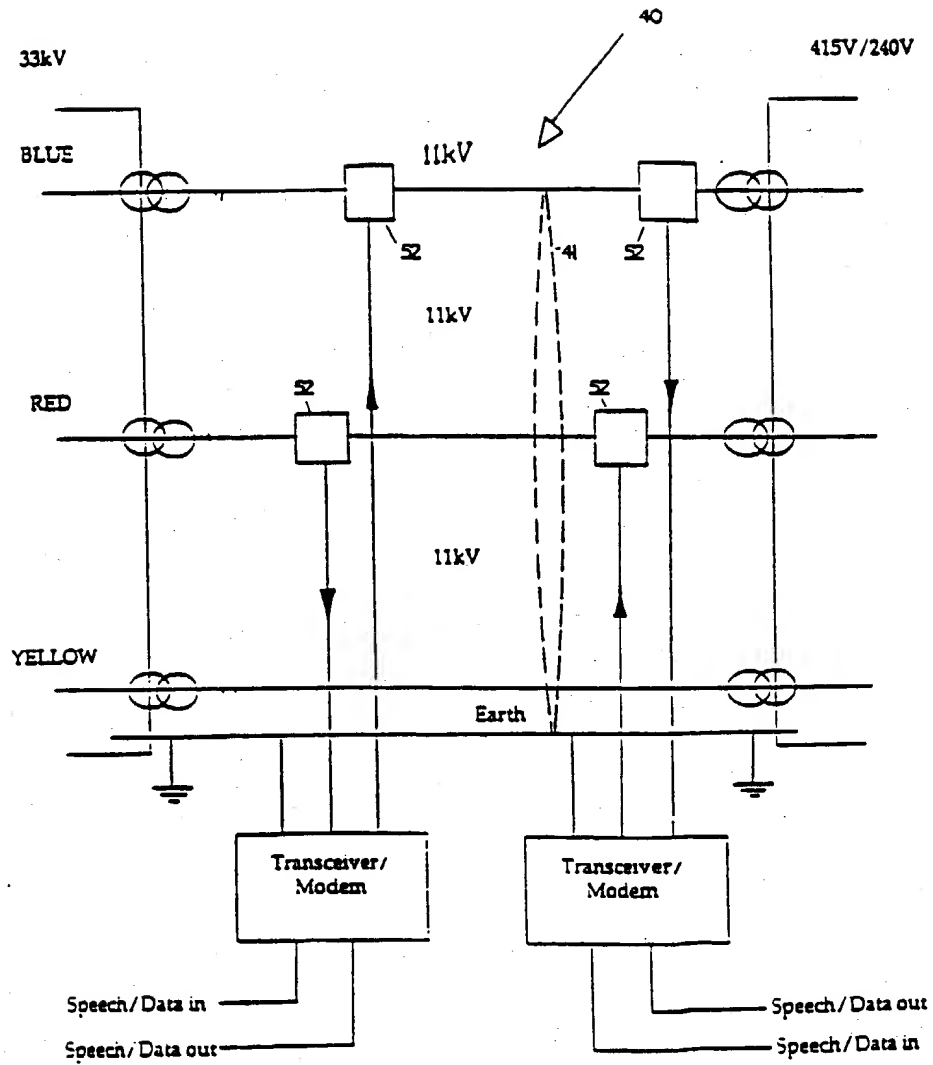 40
33kV
415V/240V
BLUE
11kV
52
41
52
11kV
RED
52
52
11kV
YELLOW
Earth
Transceiver/
Modem
Transceiver/
Modem
Speech/Data in
Speech/Data out
Speech/Data out
Speech/Data in